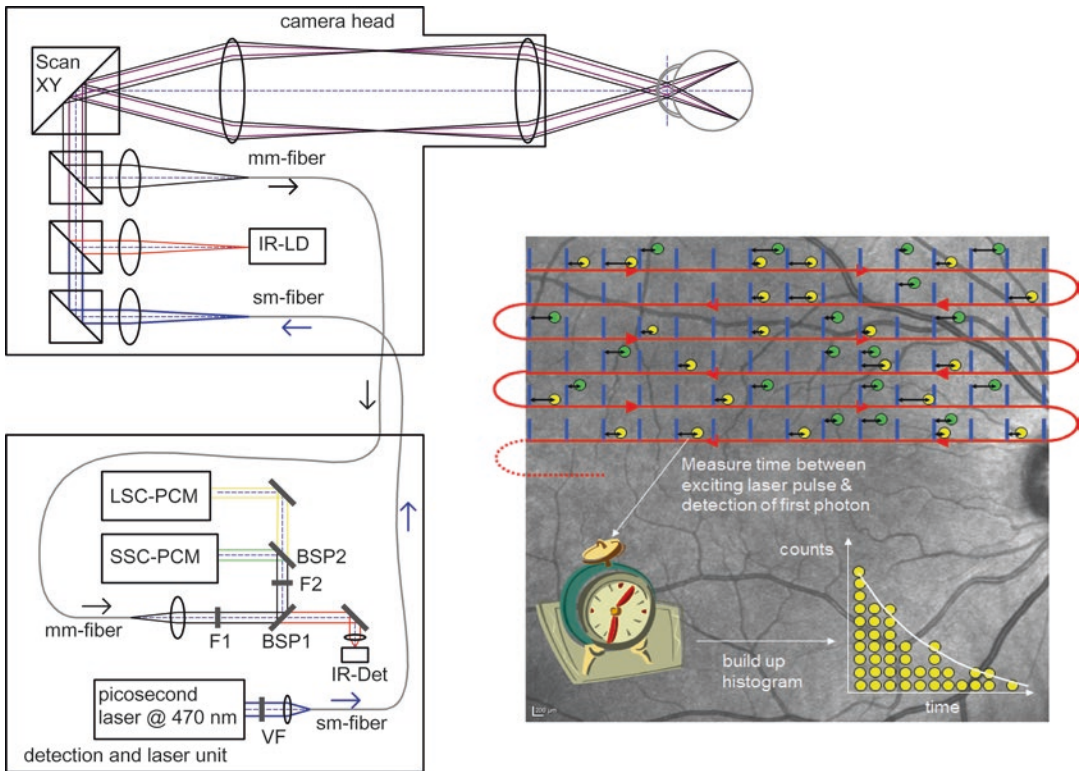 camera head
Scan
XY
mm-fiber
IR-LD
sm-fiber
LSC-PCM
SSC-PCM
BSP2
F2
mm-fiber
F1
BSP1
IR-Det
picosecond
laser @ 470 nm
VF
sm-fiber
detection and laser unit
Measure time between
exciting laser pulse &
detection of first photon
counts
build up
histogram
time
200 µm